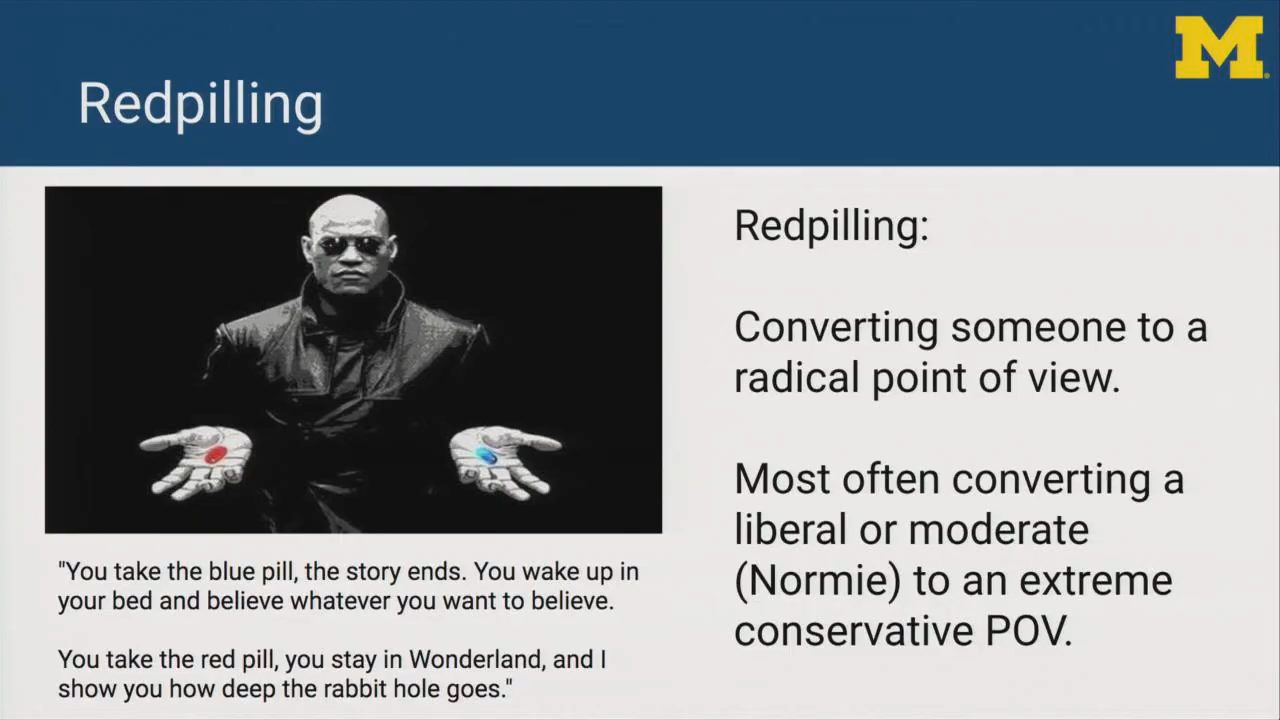 M
Redpilling
"You take the blue pill, the story ends. You wake up in
your bed and believe whatever you want to believe.
You take the red pill, you stay in Wonderland, and I
show you how deep the rabbit hole goes."
Redpilling:
Converting someone to a
radical point of view.
Most often converting a
liberal or moderate
(Normie) to an extreme
conservative POV.